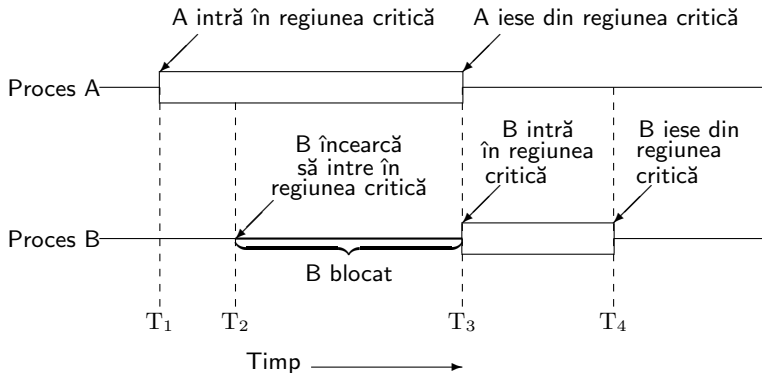 A intră în regiunea critică
A iese din regiunea critică
Proces A
B încearcă
să intre în
regiunea critică
B intră
în regiunea
critică
B iese din
regiunea
critică
Proces B
B blocat
T1
T2
T3
T4
Timp